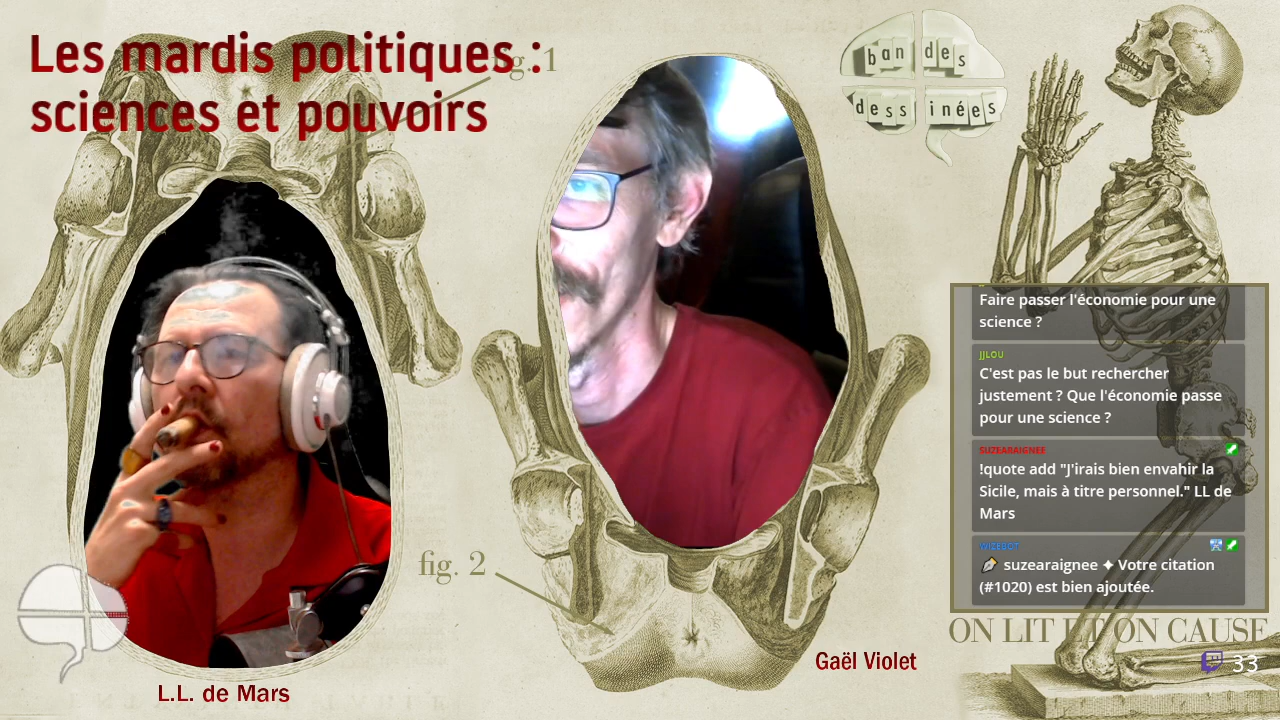 Les mardis politiques :
sciences et pouvoirs
fig. 1
ban des
dess inées
Faire passer l'économie pour une
science ?
JJLOU
C'est pas le but rechercher
justement ? Que l'économie passe
pour une science ?
SUZEARAIGNEE
!quote add "J'irais bien envahir la
Sicile, mais à titre personnel." LL de
Mars
WIZEBOT
suzearaignee ✦ Votre citation
(#1020) est bien ajoutée.
fig. 2
ON LIT ET ON CAUSE
33
Gaël Violet
L.L. de Mars